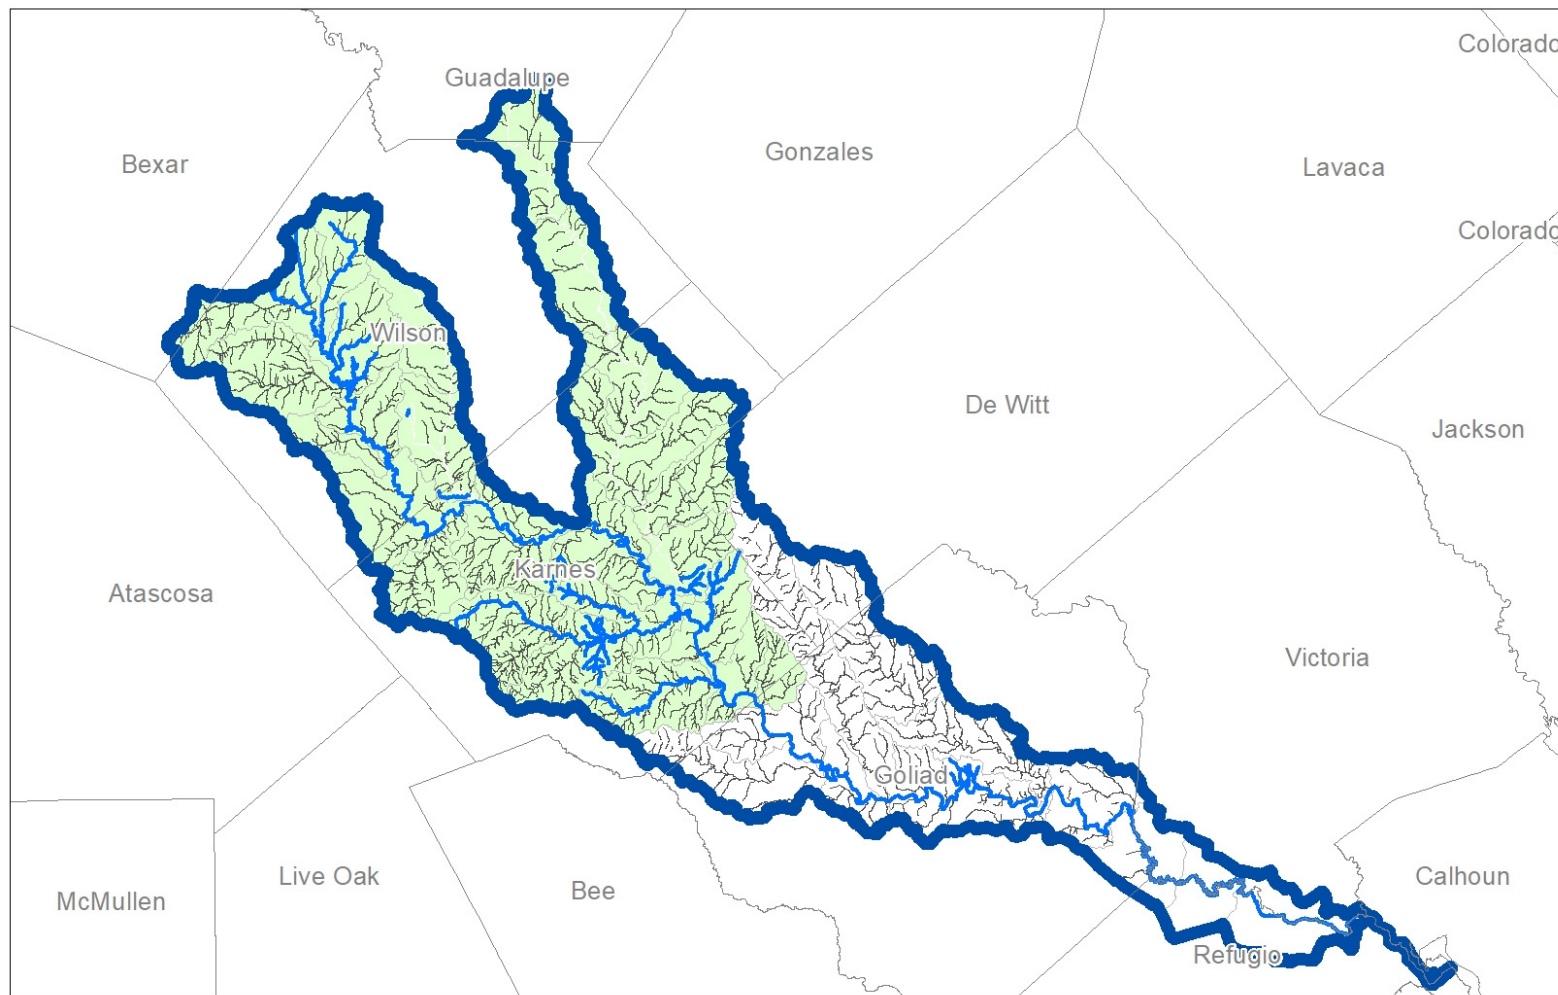 Colorado
Guadalupe
Gonzales
Bexar
Lavaca
Colorado
Wilson
De Witt
Jackson
Karnes
Atascosa
Victoria
Goliad
Live Oak
Calhoun
Bee
McMullen
Refugio